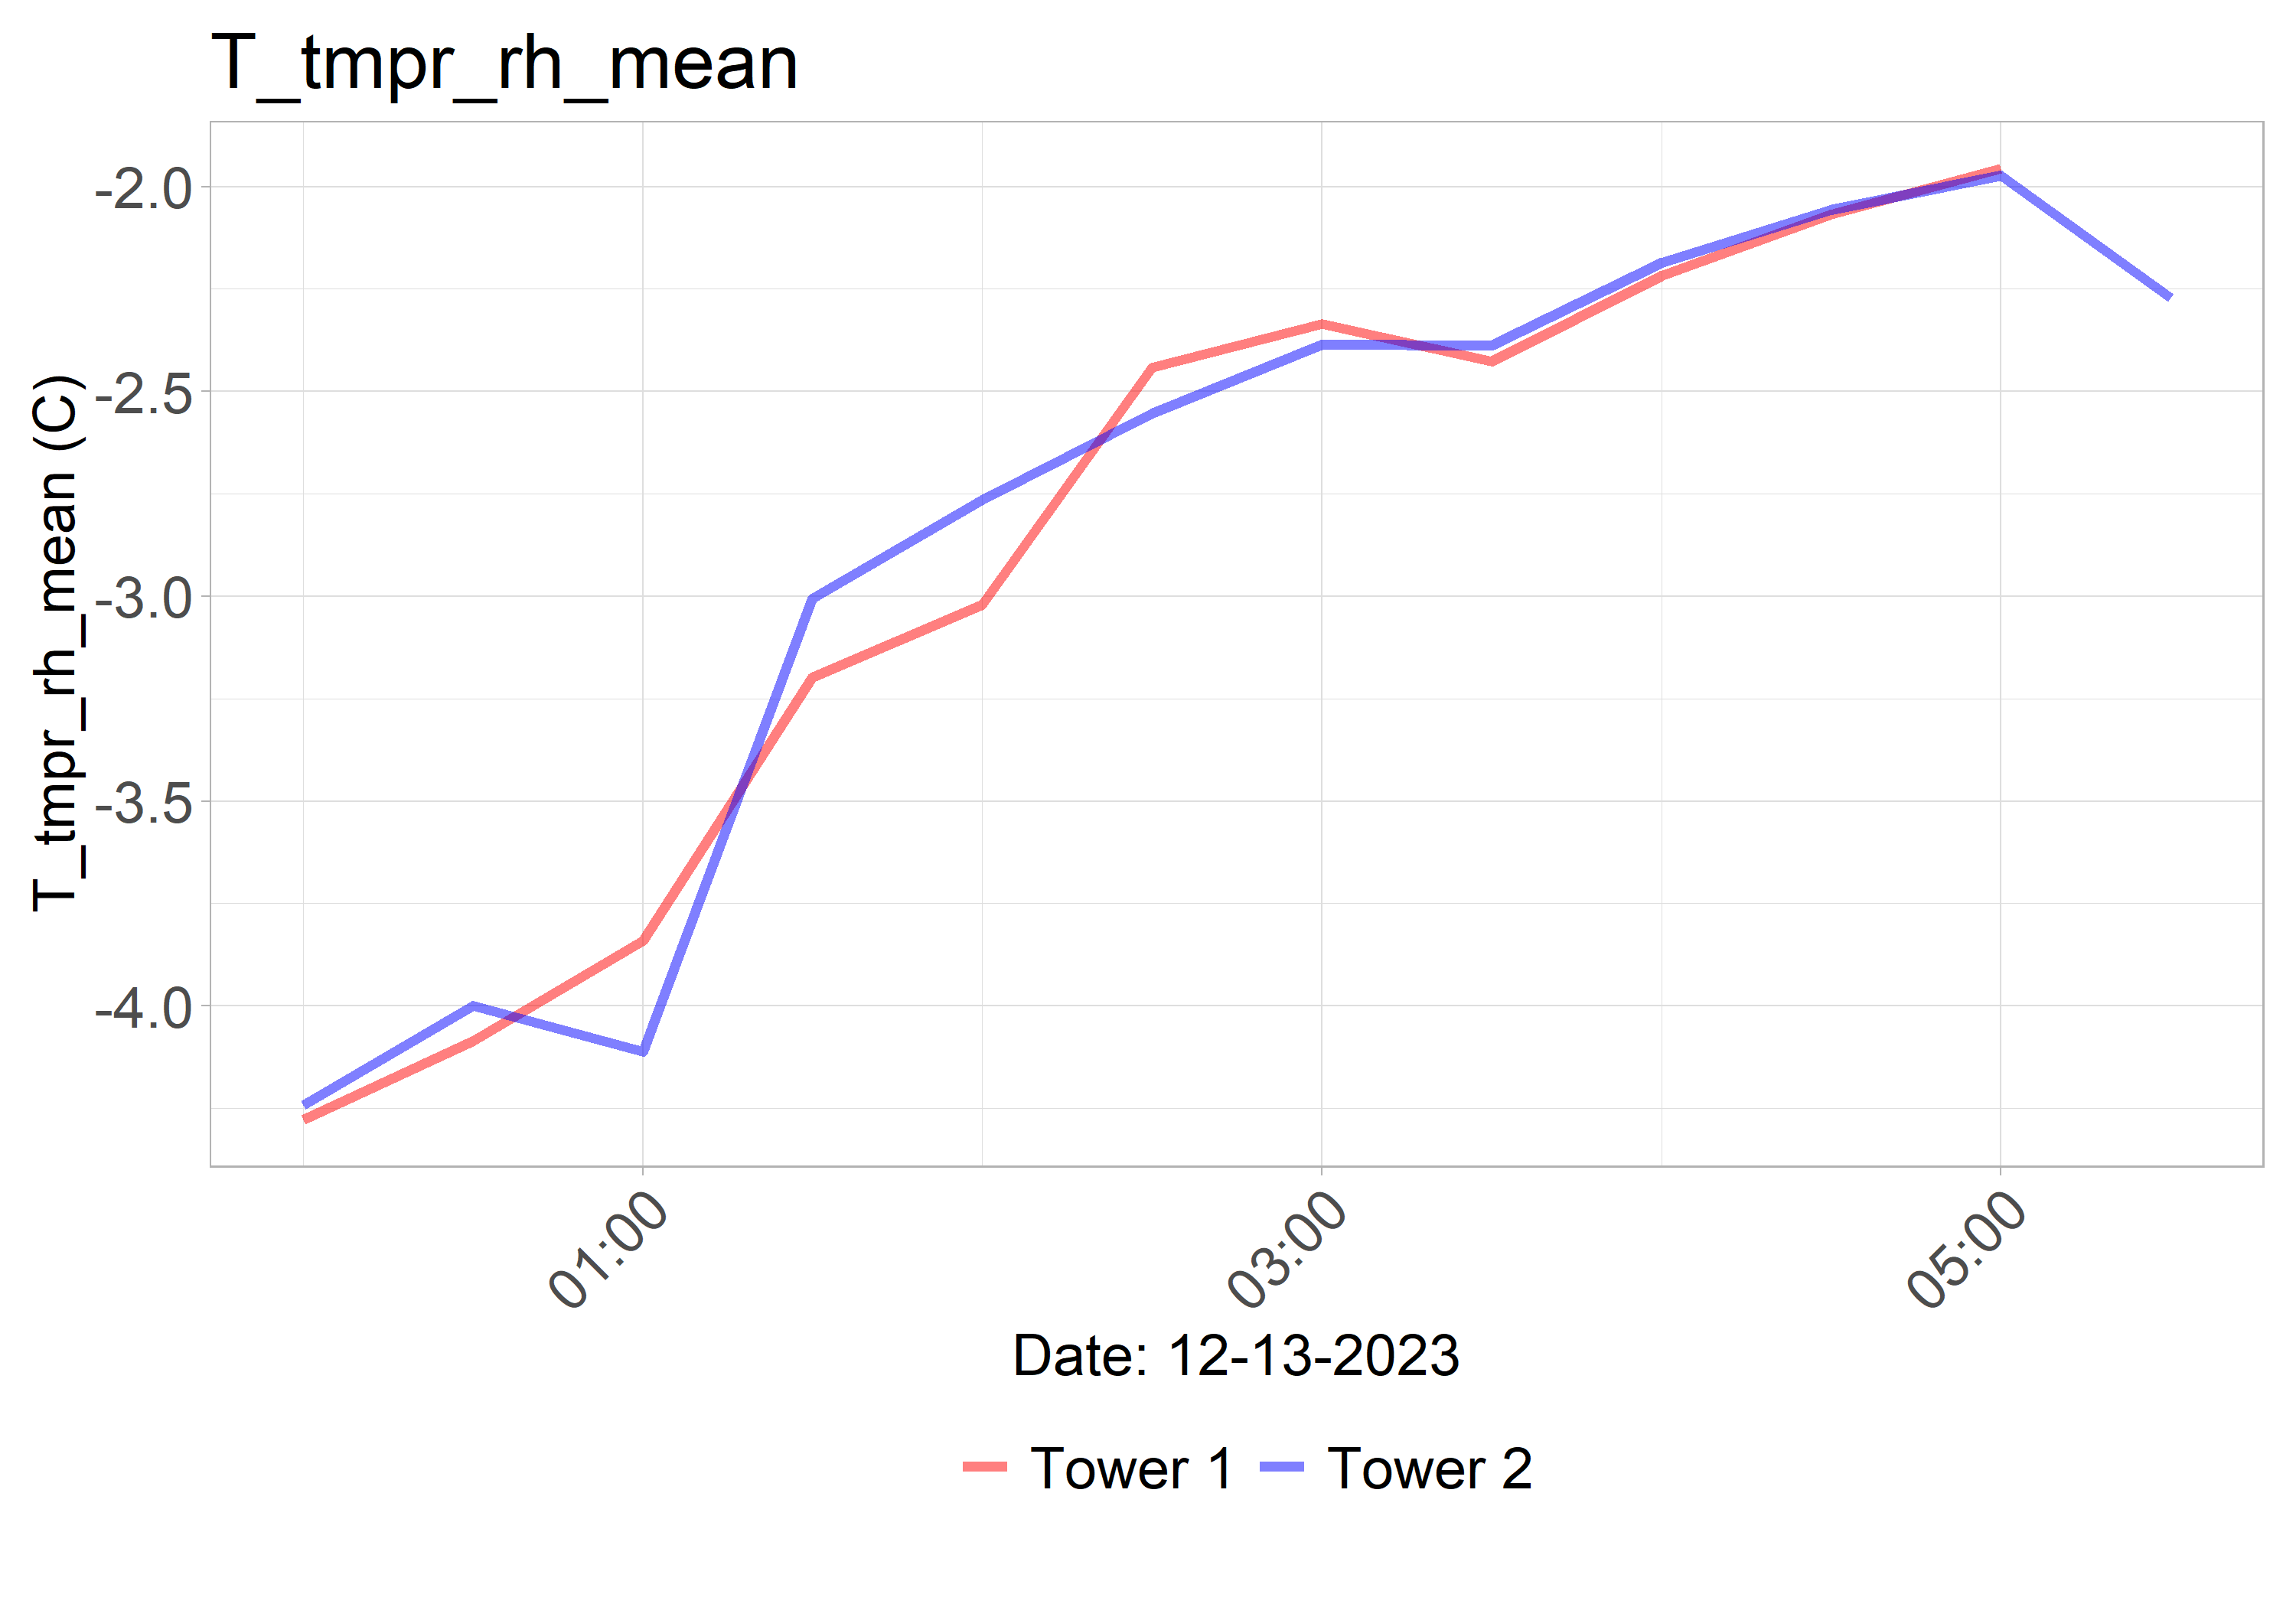 T_tmpr_rh_mean
T_tmpr_rh_mean (C)
-2.0
-2.5
-3.0
-3.5
-4.0
01:00
03:00
05:00
Date: 12-13-2023
Tower 1
Tower 2